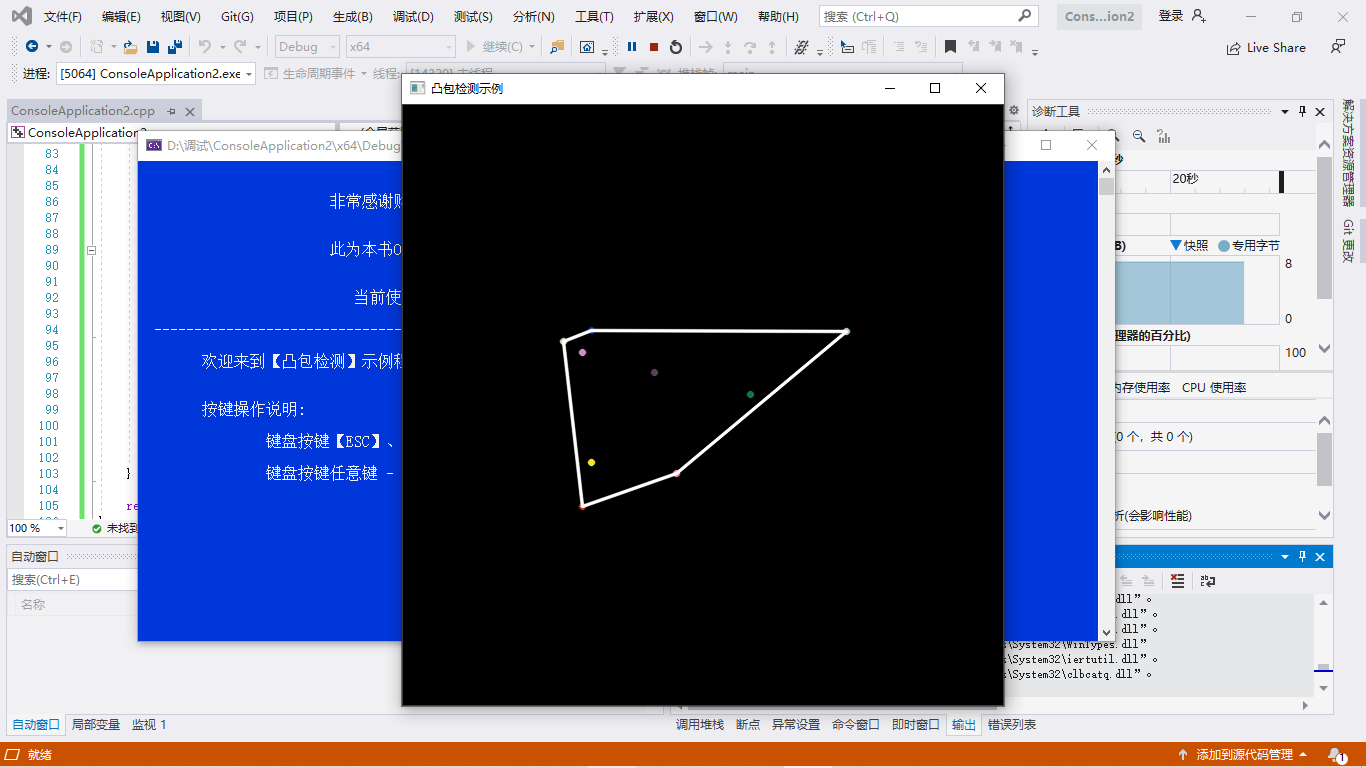 文件(F) 编辑(E) 视图(V) Git(G) 项目(P) 生成(B) 调试(D) 测试(S) 分析(N) 工具(T) 扩展(X) 窗口(W) 帮助(H) 搜索 (Ctrl+Q) Cons...ion2 登录
Debug x64 继续(C) Live Share
进程: [5064] ConsoleApplication2.exe 生命周期事件 线程:
凸包检测示例
ConsoleApplication2.cpp
诊断工具
ConsoleApplication2
D:\调试\ConsoleApplication2\x64\Debug
解决方案资源管理器
Git 更改
83
84
85
86
87
88
89
90
91
92
93
94
95
96
97
98
99
100
101
102
103 }
104
105 re
非常感谢
此为本书
当前使
欢迎来到【凸包检测】示例
按键操作说明:
键盘按键【ESC】、
键盘按键任意键 -
秒
20秒
快照 专用字节
8
0
理器的百分比)
100
内存使用率 CPU 使用率
(0 个, 共 0 个)
析(会影响性能)
100 % 未找到
自动窗口
搜索(Ctrl+E)
名称
.dll”。
.dll”。
.dll”。
s\System32\WinTypes.dll”
s\System32\iertutil.dll”。
s\System32\clbcatq.dll”。
自动窗口 局部变量 监视 1
调用堆栈 断点 异常设置 命令窗口 即时窗口 输出 错误列表
就绪 添加到源代码管理 1